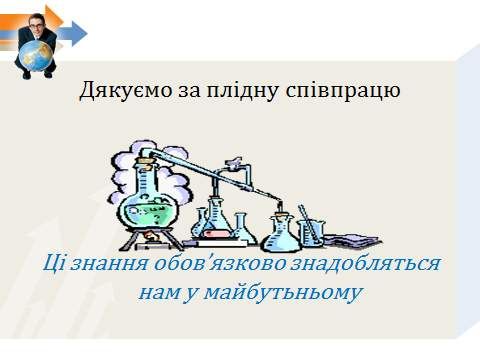 Дякуємо за плідну співпрацю
Ці знання обов’язково знадобляться
нам у майбутньому